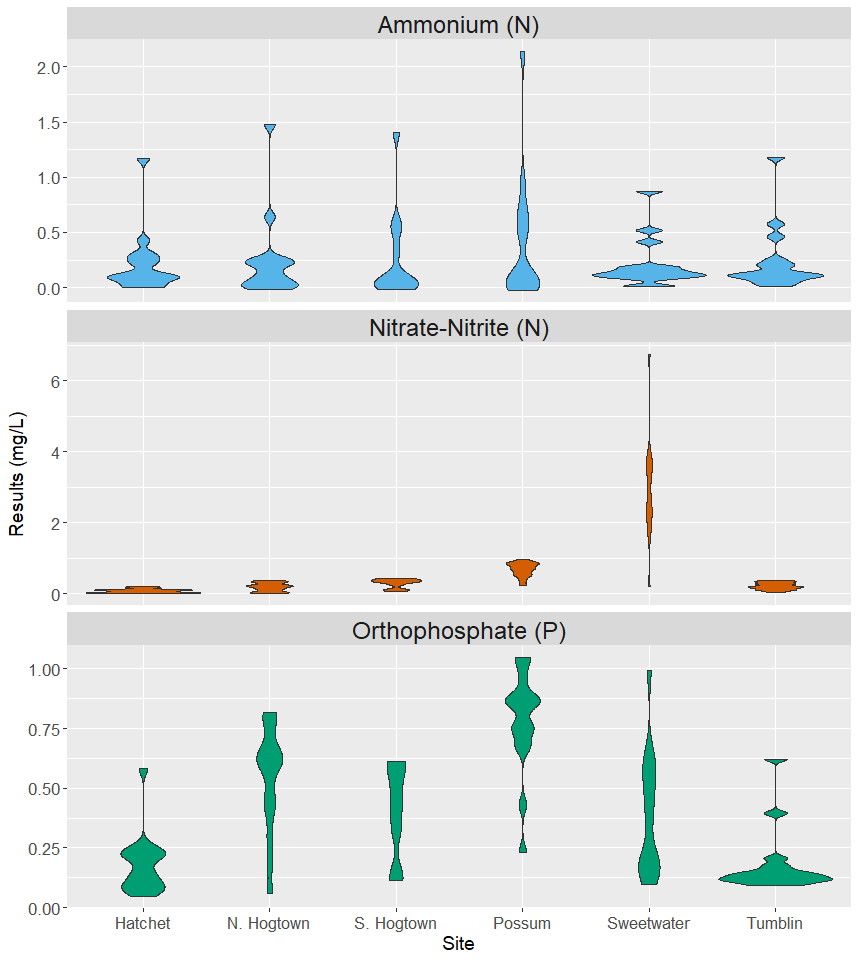 Ammonium (N)
2.0
1.5
1.0
0.5
0.0
Nitrate-Nitrite (N)
6
4
2
0
Results (mg/L)
Orthophosphate (P)
1.00
0.75
0.50
0.25
0.00
Hatchet N. Hogtown S. Hogtown Possum Sweetwater Tumblin
Site